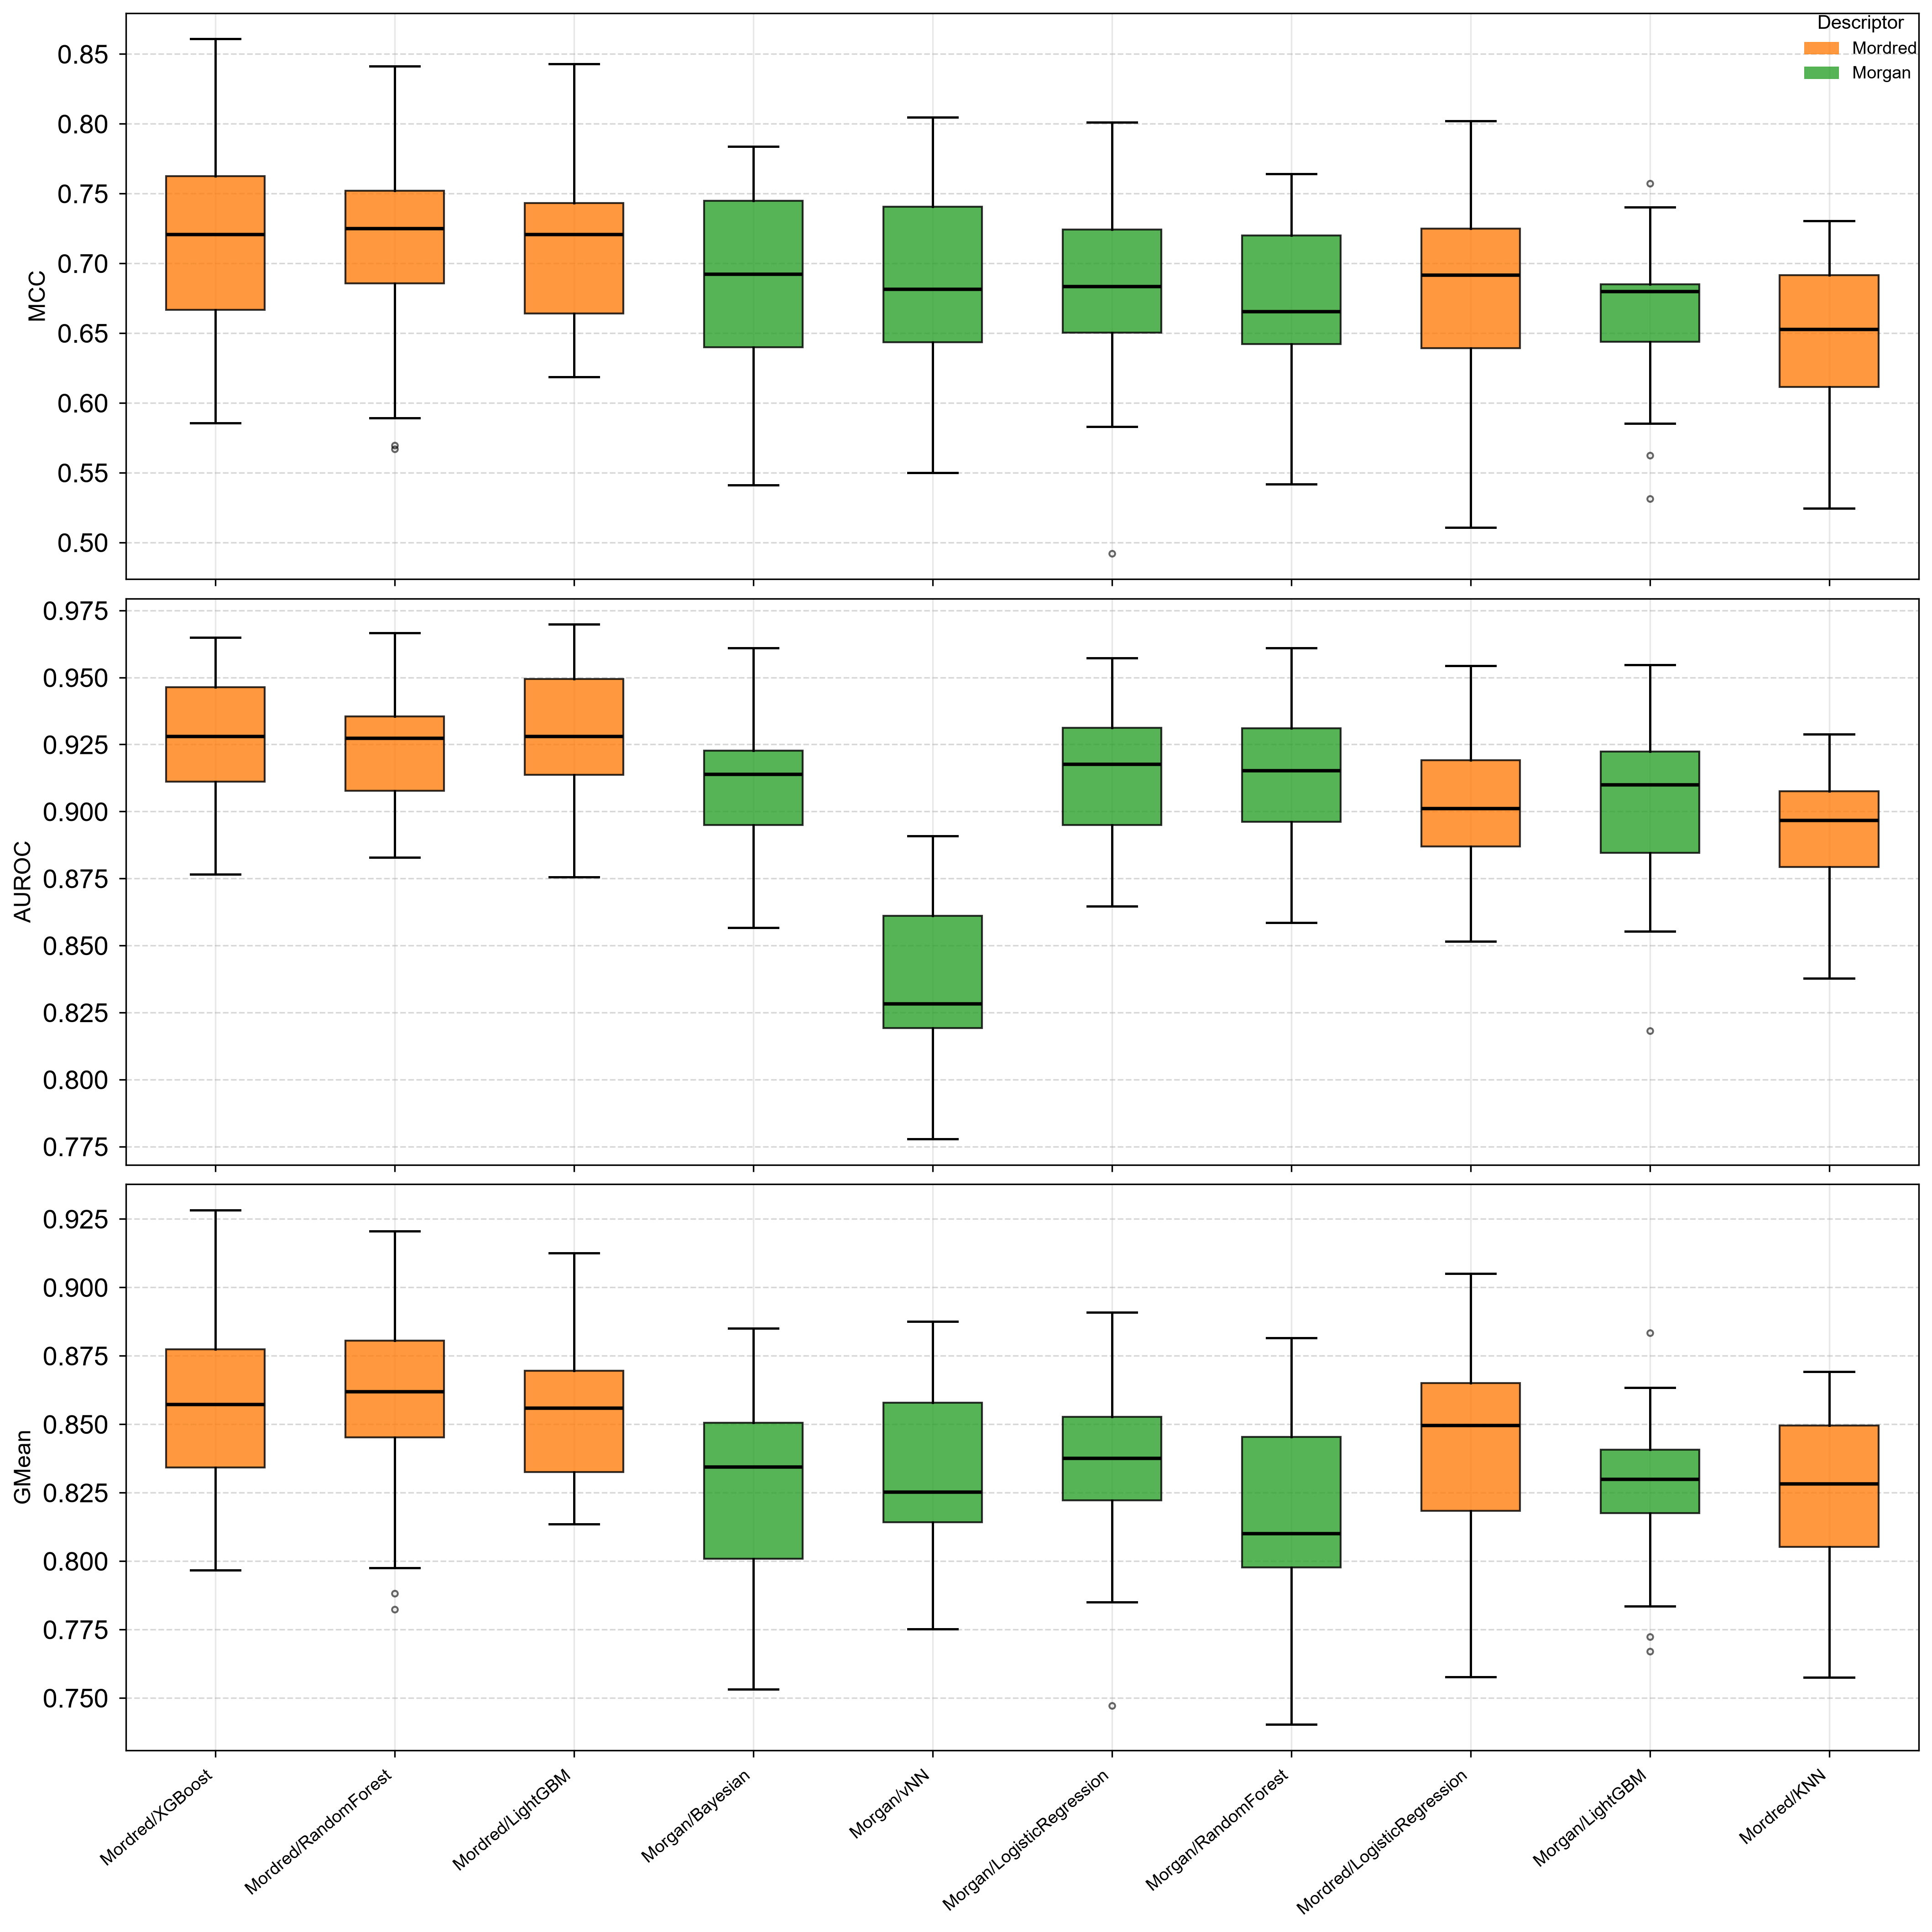 Descriptor
Mordred
Morgan
0.85
0.80
0.75
0.70
0.65
0.60
0.55
0.50
MCC
0.975
0.950
0.925
0.900
0.875
0.850
0.825
0.800
0.775
AUROC
0.925
0.900
0.875
0.850
0.825
0.800
0.775
0.750
GMean
Mordred/XGBoost
Mordred/RandomForest
Mordred/LightGBM
Morgan/Bayesian
Morgan/vNN
Morgan/LogisticRegression
Morgan/RandomForest
Mordred/LogisticRegression
Morgan/LightGBM
Mordred/KNN